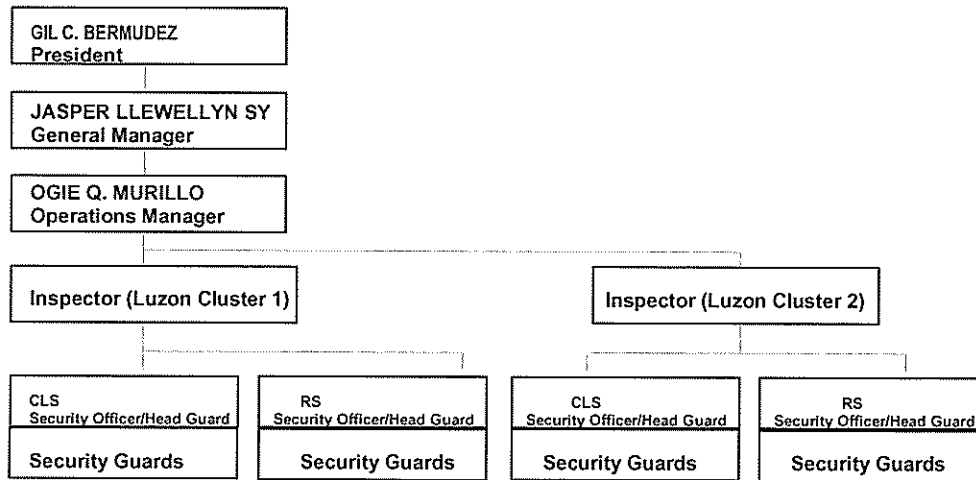 GIL C. BERMUDEZ
President
JASPER LLEWELLYN SY
General Manager
OGIE Q. MURILLO
Operations Manager
Inspector (Luzon Cluster 1)
Inspector (Luzon Cluster 2)
CLS
Security Officer/Head Guard
Security Guards
RS
Security Officer/Head Guard
Security Guards
CLS
Security Officer/Head Guard
Security Guards
RS
Security Officer/Head Guard
Security Guards